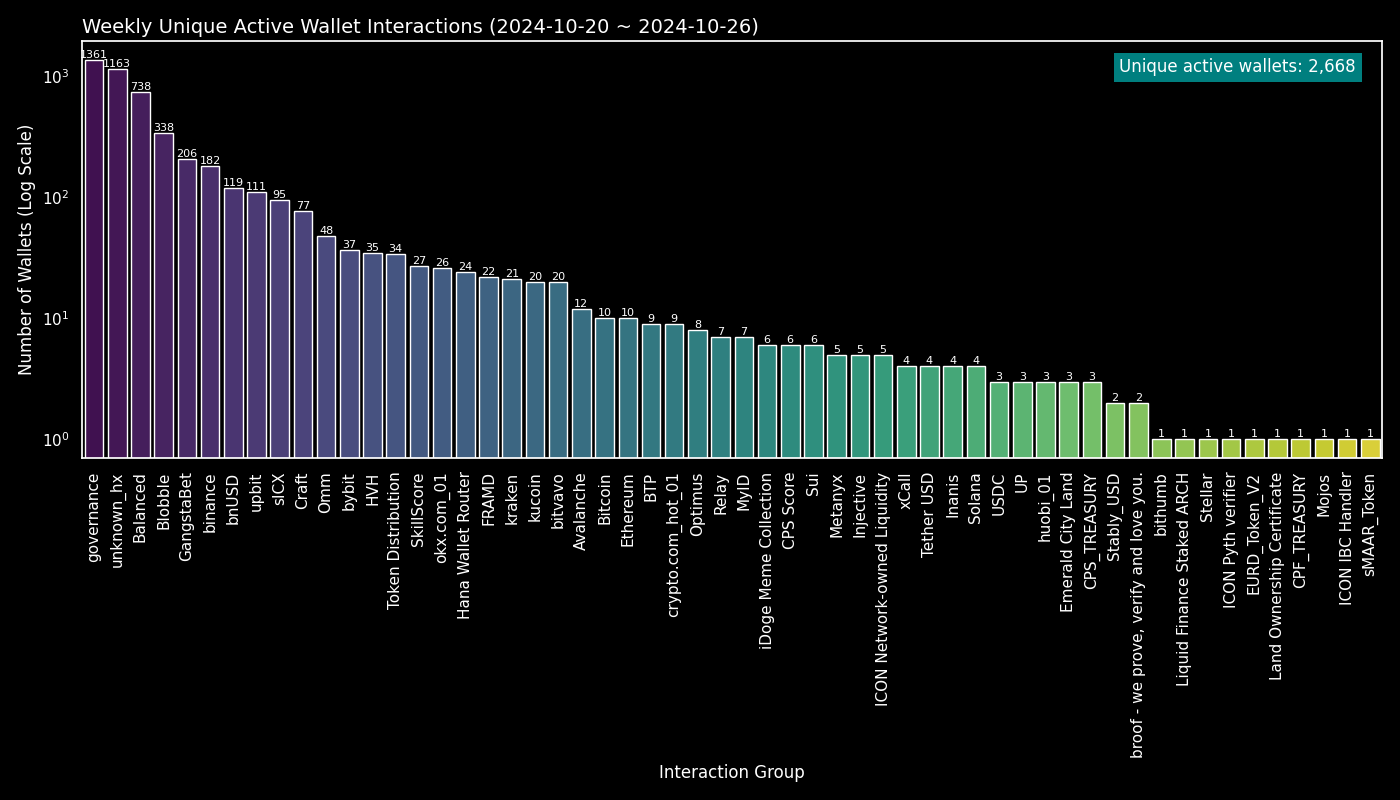 Weekly Unique Active Wallet Interactions (2024-10-20 ~ 2024-10-26)
Unique active wallets: 2,668
Number of Wallets (Log Scale)
10³
10²
10¹
10⁰
1361
1163
738
338
206
182
119
111
95
77
48
37
35
34
27
26
24
22
21
20
20
12
10
10
9
9
8
7
7
6
6
6
5
5
5
4
4
4
4
3
3
3
3
3
2
2
1
1
1
1
1
1
1
1
1
1
governance
unknown_hx
Balanced
Blobble
GangstaBet
binance
bnUSD
upbit
sICX
Craft
Omm
bybit
HVH
Token Distribution
SkillScore
okx.com_01
Hana Wallet Router
FRAMD
kraken
kucoin
bitvavo
Avalanche
Bitcoin
Ethereum
BTP
crypto.com_hot_01
Optimus
Relay
MyID
iDoge Meme Collection
CPS Score
Sui
Metanyx
Injective
ICON Network-owned Liquidity
xCall
Tether USD
Inanis
Solana
USDC
UP
huobi_01
Emerald City Land
CPS_TREASURY
Stably_USD
broof - we prove, verify and love you.
bithumb
Liquid Finance Staked ARCH
Stellar
ICON Pyth verifier
EURD_Token_V2
Land Ownership Certificate
CPF_TREASURY
Mojos
ICON IBC Handler
sMAAR_Token
Interaction Group